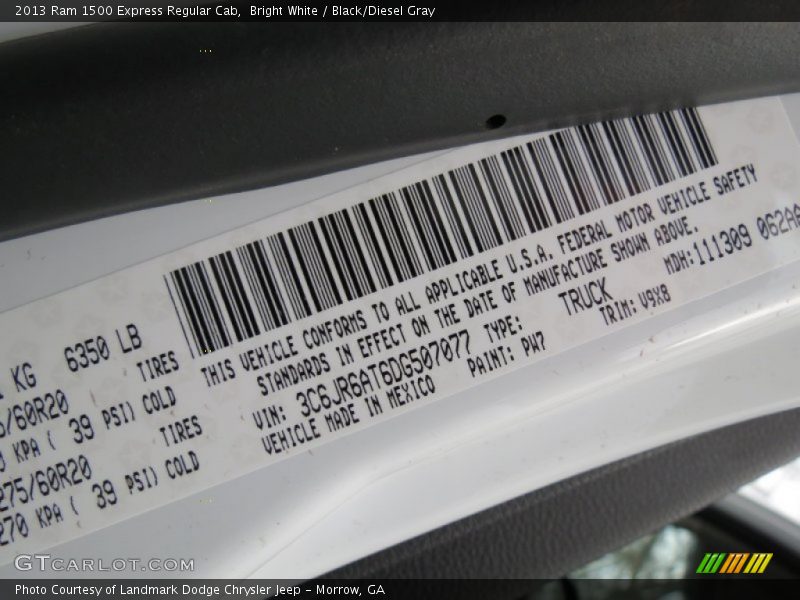 2013 Ram 1500 Express Regular Cab, Bright White / Black/Diesel Gray
KG 6350 LB
TIRES
/60R20
KPA ( 39 PSI) COLD
TIRES
275/60R20
270 KPA ( 39 PSI) COLD
THIS VEHICLE CONFORMS TO ALL APPLICABLE U.S.A. FEDERAL MOTOR VEHICLE SAFETY
STANDARDS IN EFFECT ON THE DATE OF MANUFACTURE SHOWN ABOVE.
VIN: 3C6JR6AT6DG507077 TYPE: TRUCK MDH: 111309 062AA
VEHICLE MADE IN MEXICO PAINT: PW7 TRIM: V9X8
GTCARLOT.COM
Photo Courtesy of Landmark Dodge Chrysler Jeep - Morrow, GA